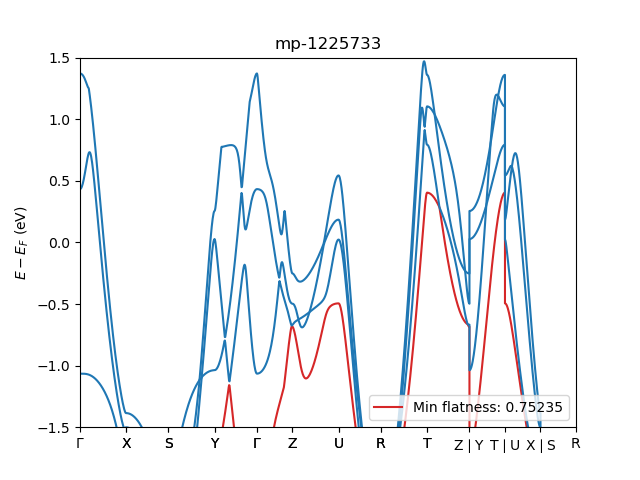 mp-1225733
E − E_F (eV)
1.5
1.0
0.5
0.0
−0.5
−1.0
−1.5
Min flatness: 0.75235
Γ X S Y Γ Z U R T Z | Y T | U X | S R